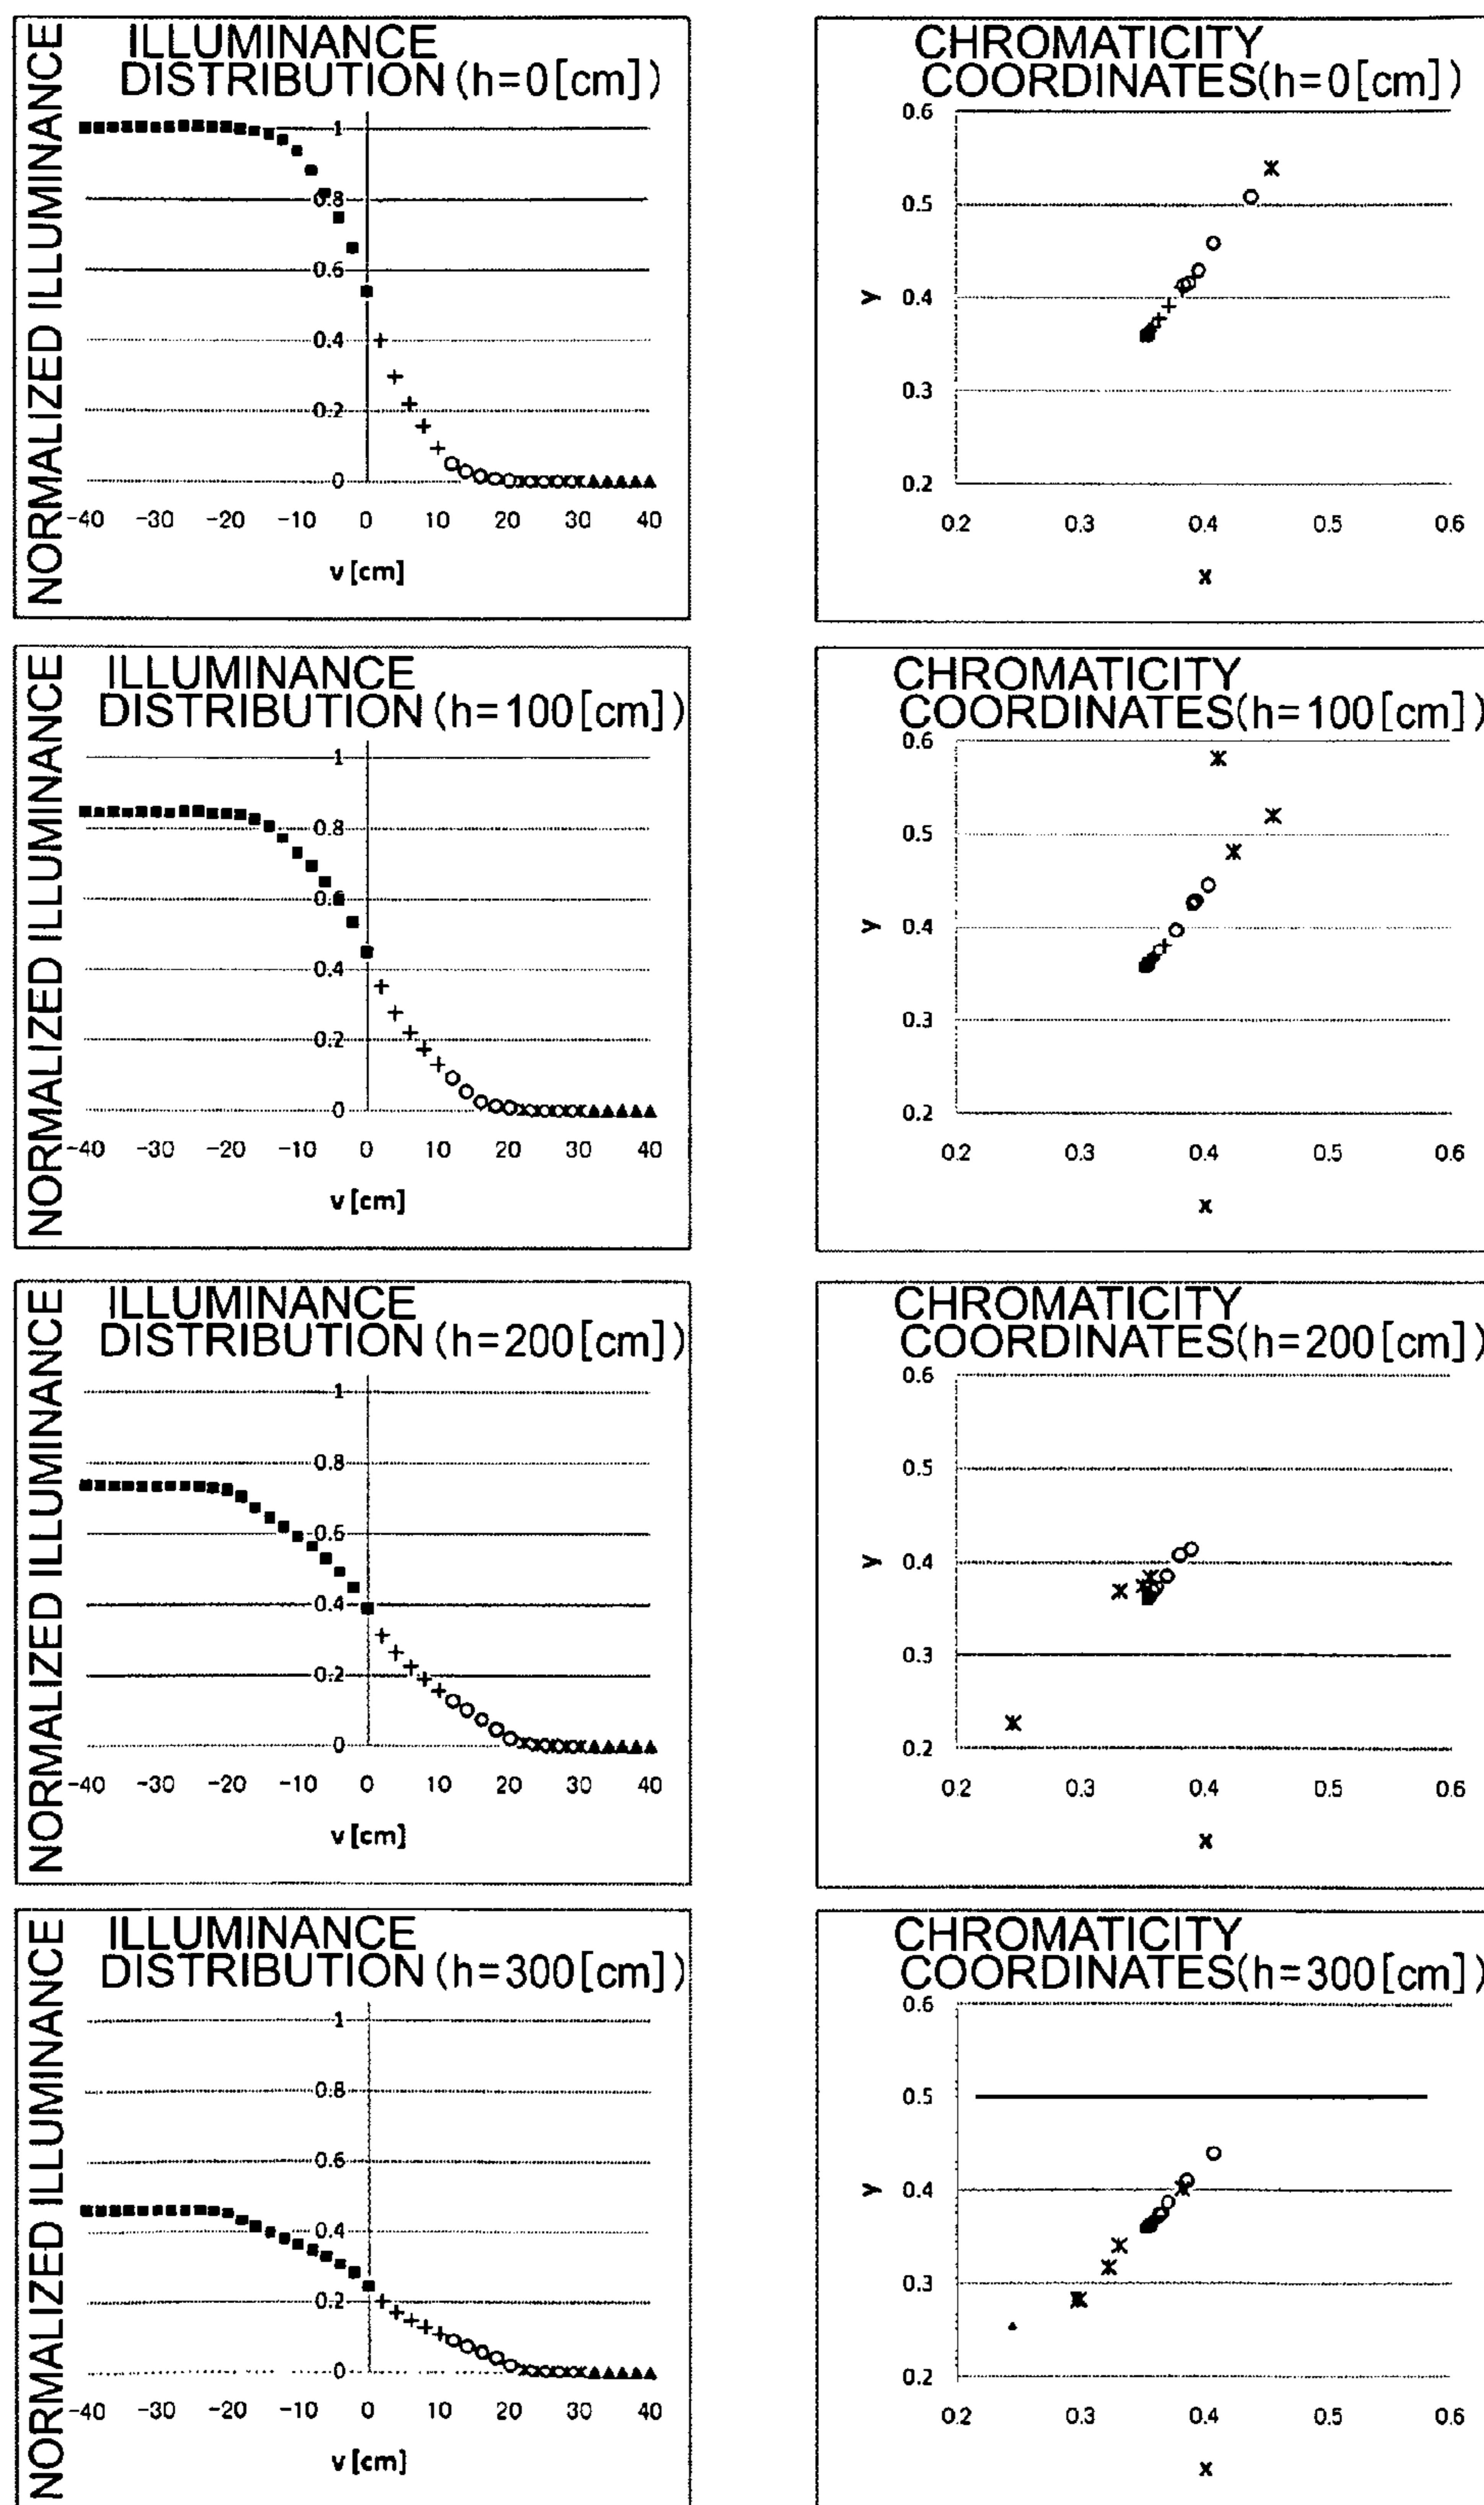 NORMALIZED ILLUMINANCE
ILLUMINANCE
DISTRIBUTION (h=0[cm])
1
0.8
0.6
0.4
0.2
0
-40 -30 -20 -10 0 10 20 30 40
v [cm]
CHROMATICITY
COORDINATES(h=0[cm])
0.6
0.5
y 0.4
0.3
0.2
0.2 0.3 0.4 0.5 0.6
x
NORMALIZED ILLUMINANCE
ILLUMINANCE
DISTRIBUTION (h=100[cm])
1
0.8
0.6
0.4
0.2
0
-40 -30 -20 -10 0 10 20 30 40
v [cm]
CHROMATICITY
COORDINATES(h=100[cm])
0.6
0.5
y 0.4
0.3
0.2
0.2 0.3 0.4 0.5 0.6
x
NORMALIZED ILLUMINANCE
ILLUMINANCE
DISTRIBUTION (h=200[cm])
1
0.8
0.6
0.4
0.2
0
-40 -30 -20 -10 0 10 20 30 40
v [cm]
CHROMATICITY
COORDINATES(h=200[cm])
0.6
0.5
y 0.4
0.3
0.2
0.2 0.3 0.4 0.5 0.6
x
NORMALIZED ILLUMINANCE
ILLUMINANCE
DISTRIBUTION (h=300[cm])
1
0.8
0.6
0.4
0.2
0
-40 -30 -20 -10 0 10 20 30 40
v [cm]
CHROMATICITY
COORDINATES(h=300[cm])
0.6
0.5
y 0.4
0.3
0.2
0.2 0.3 0.4 0.5 0.6
x